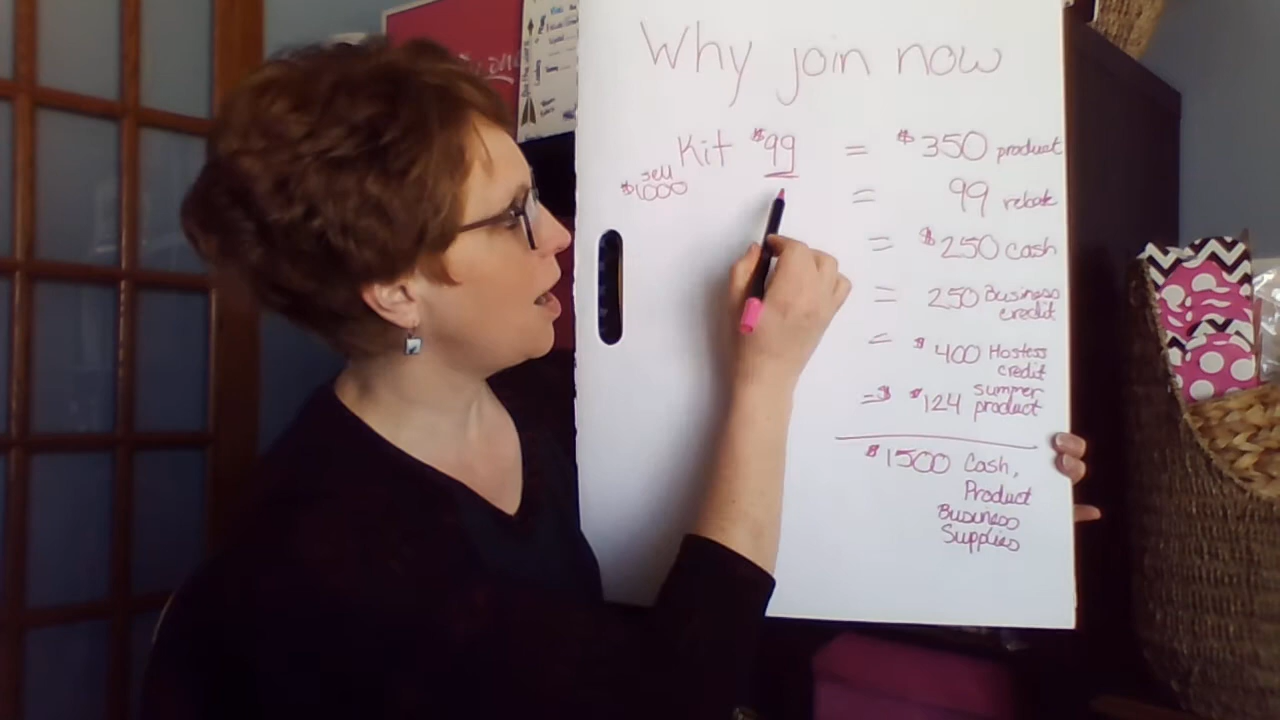 Why join now
Kit $99 = $350 product
sell
$1000 = 99 rebate
= $250 cash
= 250 Business
credit
= $400 Hostess
credit
=$ $124 summer
product
$1500 Cash,
Product
Business
Supplies